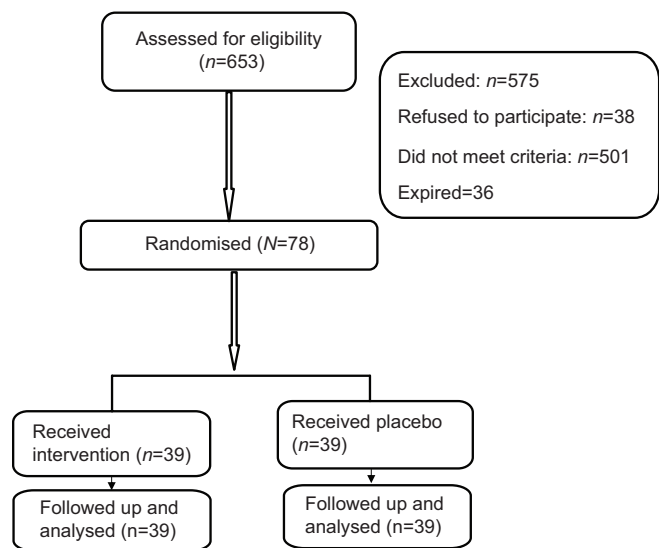 Assessed for eligibility
(n=653)
Excluded: n=575
Refused to participate: n=38
Did not meet criteria: n=501
Expired=36
Randomised (N=78)
Received
intervention (n=39)
Received placebo
(n=39)
Followed up and
analysed (n=39)
Followed up and
analysed (n=39)